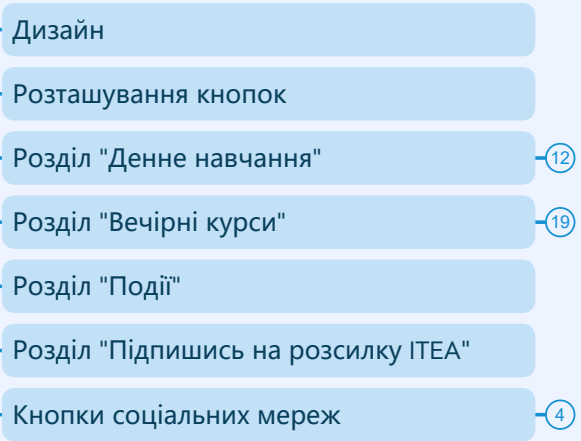 Дизайн
Розташування кнопок
Розділ "Денне навчання"
12
Розділ "Вечірні курси"
19
Розділ "Події"
Розділ "Підпишись на розсилку ITEA"
Кнопки соціальних мереж
4